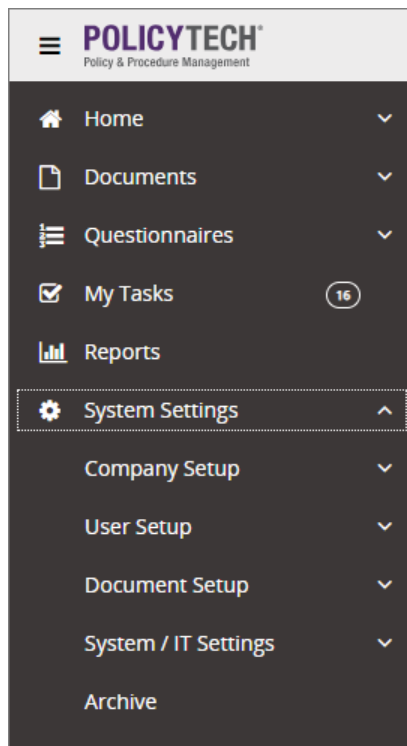 POLICYTECH®
Policy & Procedure Management
Home
Documents
Questionnaires
My Tasks 16
Reports
System Settings
Company Setup
User Setup
Document Setup
System / IT Settings
Archive